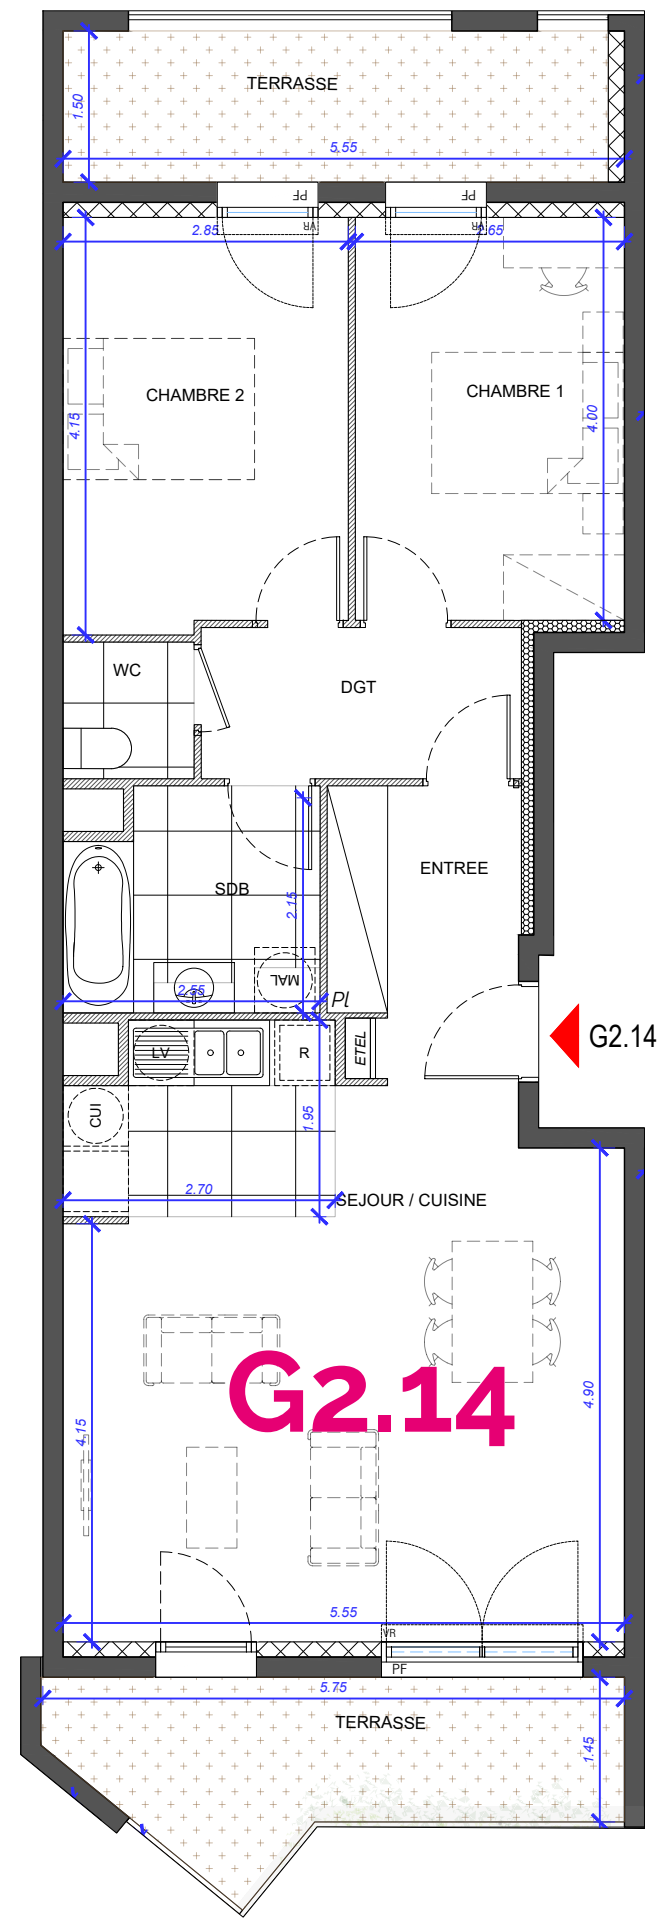 TERRASSE
1.50
5.55
PF
PF
VR
VR
2.85
2.65
CHAMBRE 2
CHAMBRE 1
4.15
4.00
WC
DGT
ENTREE
SDB
2.15
MAL
2.55
Pl
ETEL
G2.14
LV
R
CUI
1.95
2.70
SEJOUR / CUISINE
G2.14
4.15
4.90
5.55
VR
PF
5.75
TERRASSE
1.45